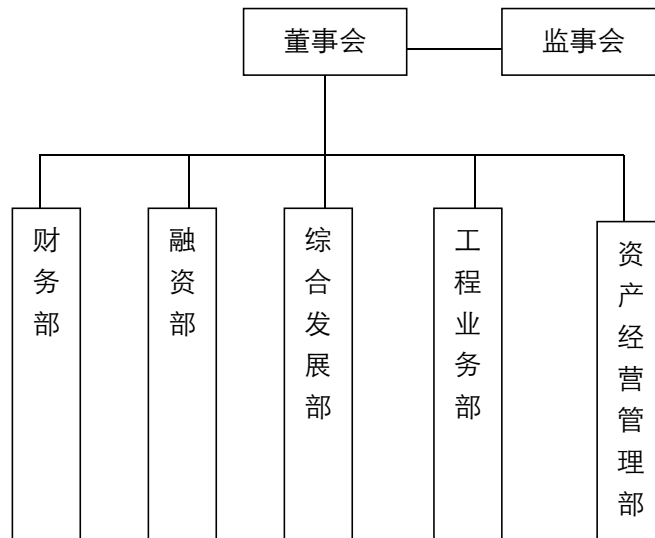 董事会
监事会
财务部
融资部
综合发展部
工程业务部
资产经营管理部